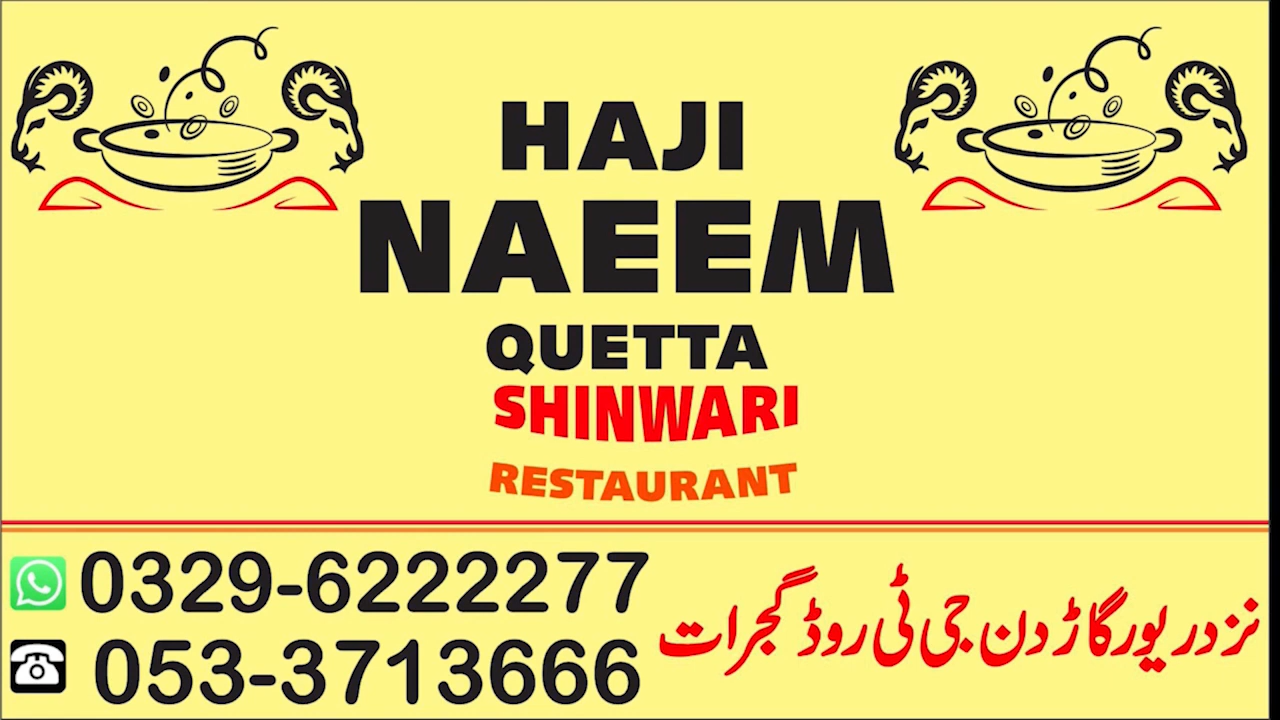 HAJI
NAEEM
QUETTA
SHINWARI
RESTAURANT
0329-6222277
053-3713666
نزد ریور گارڈن جی ٹی روڈ گجرات